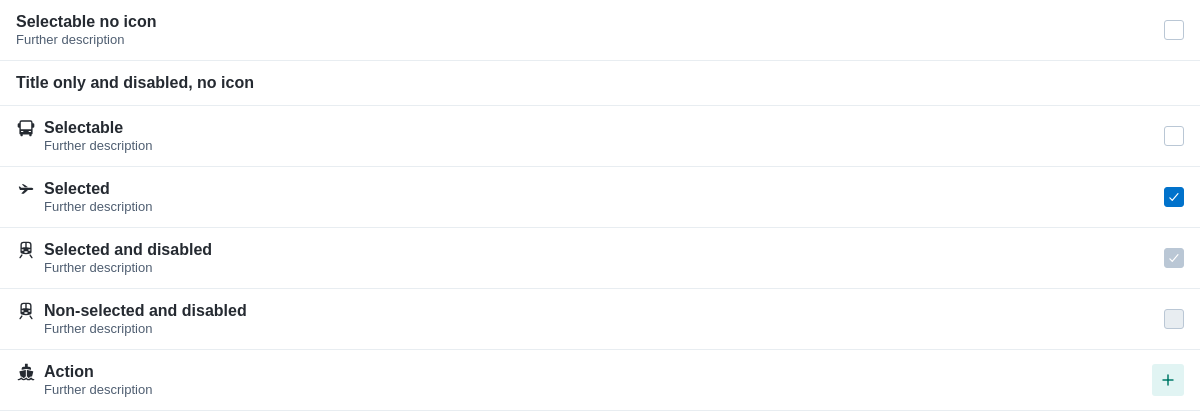 Selectable no icon
Further description
Title only and disabled, no icon
Selectable
Further description
Selected
Further description
Selected and disabled
Further description
Non-selected and disabled
Further description
Action
Further description